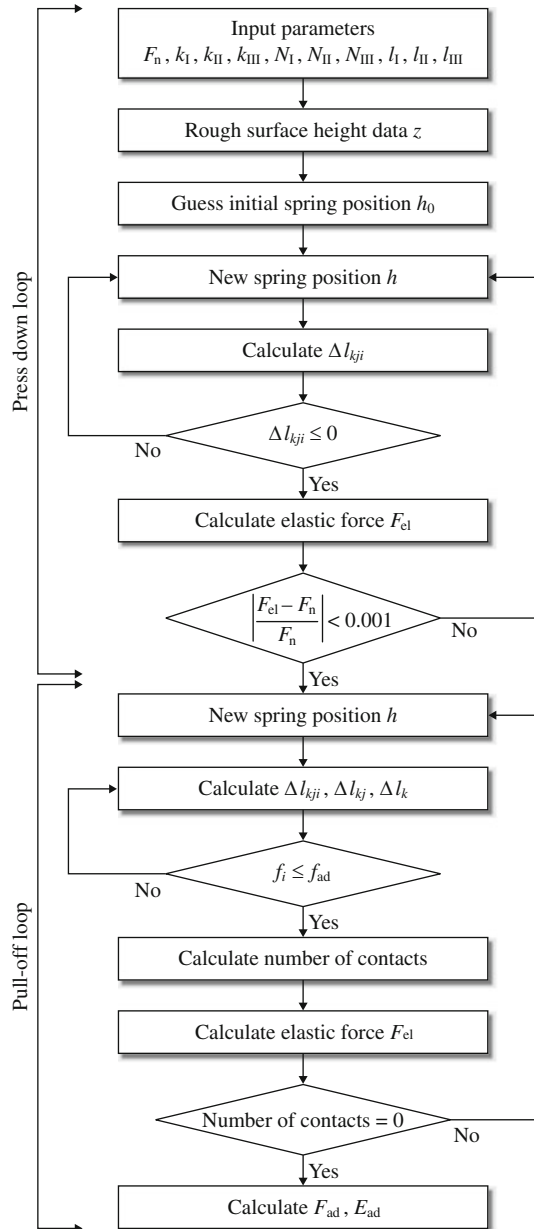 Input parameters
Fn, kI, kII, kIII, NI, NII, NIII, lI, lII, lIII
Rough surface height data z
Guess initial spring position h0
New spring position h
Calculate Δlkji
Δlkji ≤ 0
No
Yes
Calculate elastic force Fel
|Fel – Fn / Fn| < 0.001
No
Yes
Press down loop
New spring position h
Calculate Δlkji, Δlkj, Δlk
fi ≤ fad
No
Yes
Calculate number of contacts
Calculate elastic force Fel
Number of contacts = 0
No
Yes
Calculate Fad, Ead
Pull-off loop